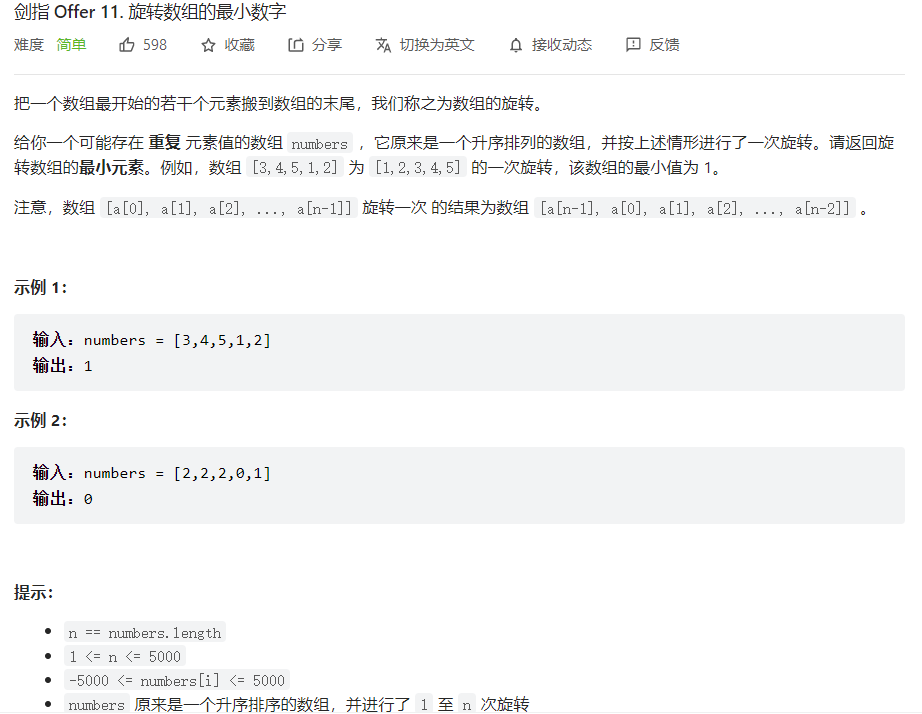 剑指 Offer 11. 旋转数组的最小数字
难度 简单 598 收藏 分享 切换为英文 接收动态 反馈
把一个数组最开始的若干个元素搬到数组的末尾，我们称之为数组的旋转。
给你一个可能存在 重复 元素值的数组 numbers ，它原来是一个升序排列的数组，并按上述情形进行了一次旋转。请返回旋
转数组的最小元素。例如，数组 [3,4,5,1,2] 为 [1,2,3,4,5] 的一次旋转，该数组的最小值为 1。
注意，数组 [a[0], a[1], a[2], ..., a[n-1]] 旋转一次 的结果为数组 [a[n-1], a[0], a[1], a[2], ..., a[n-2]] 。
示例 1：
输入：numbers = [3,4,5,1,2]
输出：1
示例 2：
输入：numbers = [2,2,2,0,1]
输出：0
提示：
n == numbers.length
1 <= n <= 5000
-5000 <= numbers[i] <= 5000
numbers 原来是一个升序排序的数组，并进行了 1 至 n 次旋转